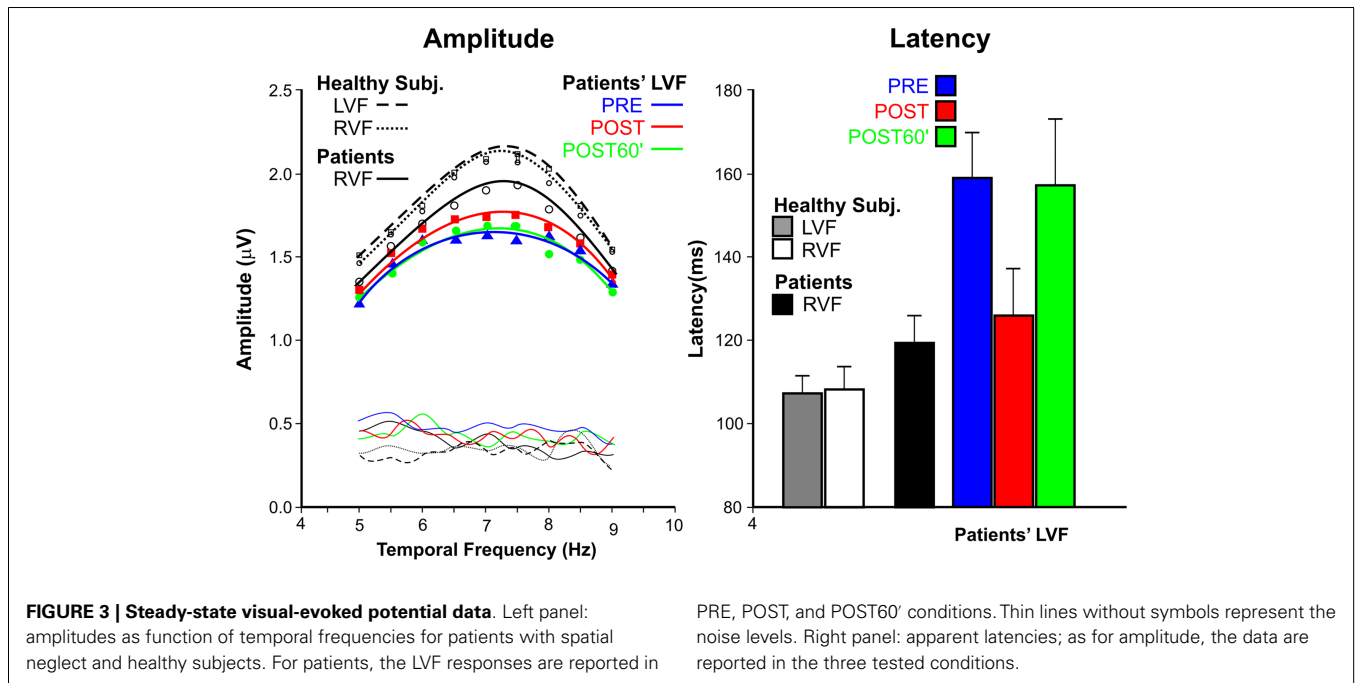 Amplitude
Healthy Subj.
LVF
RVF
Patients
RVF
Patients' LVF
PRE
POST
POST60'
2.5
2.0
1.5
1.0
0.5
0.0
Amplitude (µV)
4 5 6 7 8 9 10
Temporal Frequency (Hz)
Latency
PRE
POST
POST60'
Healthy Subj.
LVF
RVF
Patients
RVF
180
160
140
120
100
80
Latency(ms)
4
Patients' LVF
FIGURE 3 | Steady-state visual-evoked potential data. Left panel:
amplitudes as function of temporal frequencies for patients with spatial
neglect and healthy subjects. For patients, the LVF responses are reported in
PRE, POST, and POST60′ conditions. Thin lines without symbols represent the
noise levels. Right panel: apparent latencies; as for amplitude, the data are
reported in the three tested conditions.